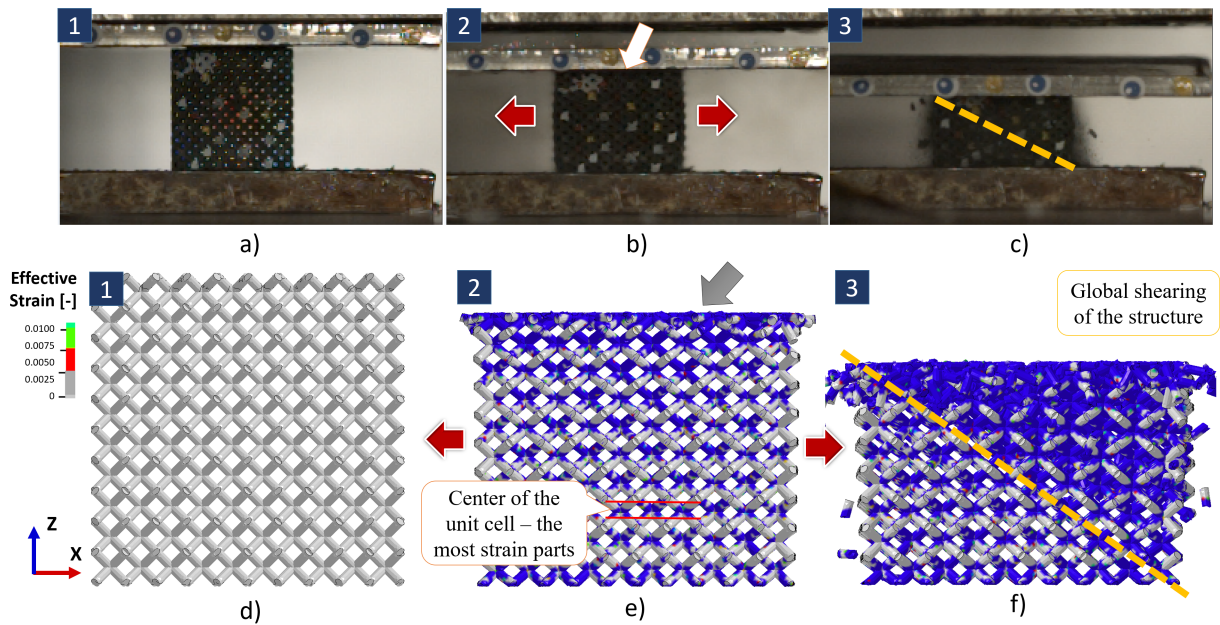 1
2
3
a)
b)
c)
Effective
Strain [-]
0.0100
0.0075
0.0050
0.0025
0
1
2
3
Global shearing
of the structure
Center of the
unit cell – the
most strain parts
Z
X
d)
e)
f)